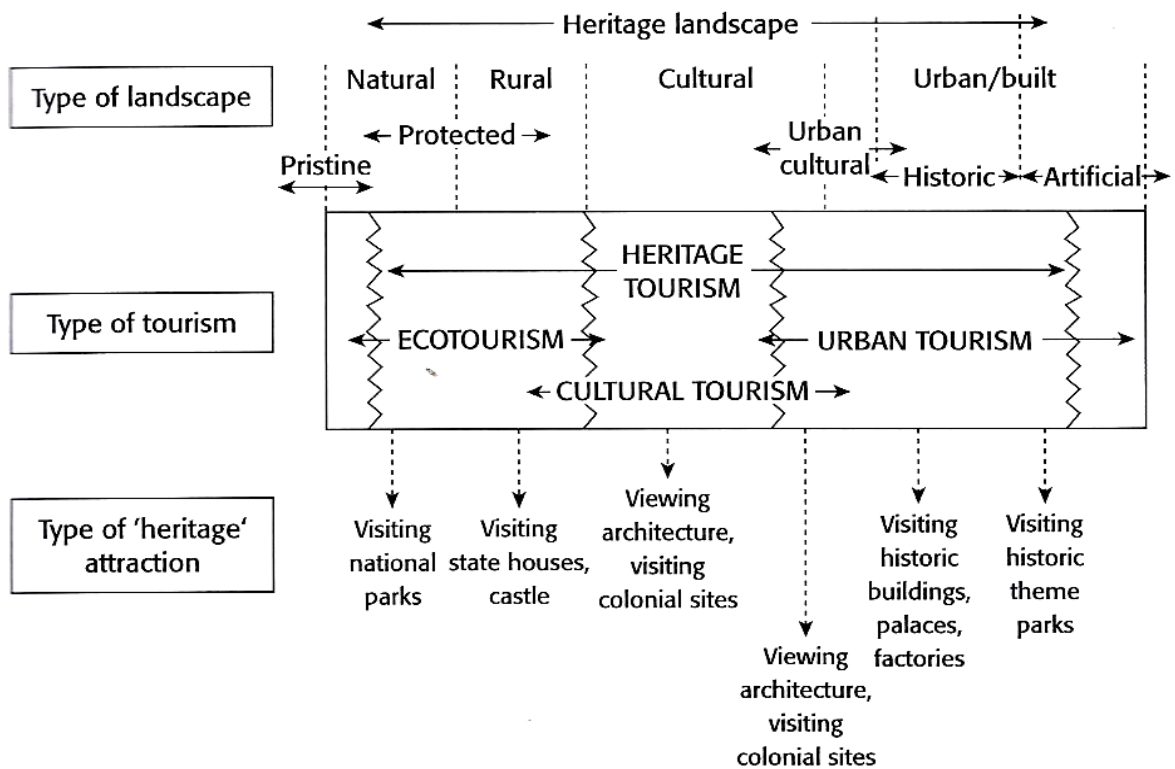 Heritage landscape
Type of landscape
Natural
Rural
Cultural
Urban/built
Protected
Urban
cultural
Pristine
Historic
Artificial
Type of tourism
HERITAGE
TOURISM
ECOTOURISM
URBAN TOURISM
CULTURAL TOURISM
Type of 'heritage'
attraction
Visiting
national
parks
Visiting
state houses,
castle
Viewing
architecture,
visiting
colonial sites
Viewing
architecture,
visiting
colonial sites
Visiting
historic
buildings,
palaces,
factories
Visiting
historic
theme
parks